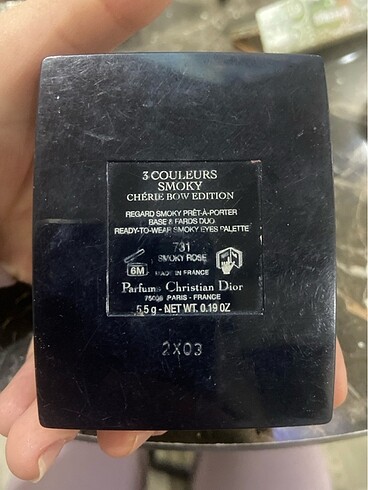 3 COULEURS
SMOKY
CHÉRIE BOW EDITION
REGARD SMOKY PRÊT-À-PORTER
BASE & FARDS DUO
READY-TO-WEAR SMOKY EYES PALETTE
731
SMOKY ROSE
6M
MADE IN FRANCE
Parfums Christian Dior
75008 PARIS - FRANCE
5,5 g - NET WT. 0.19 OZ
2X03